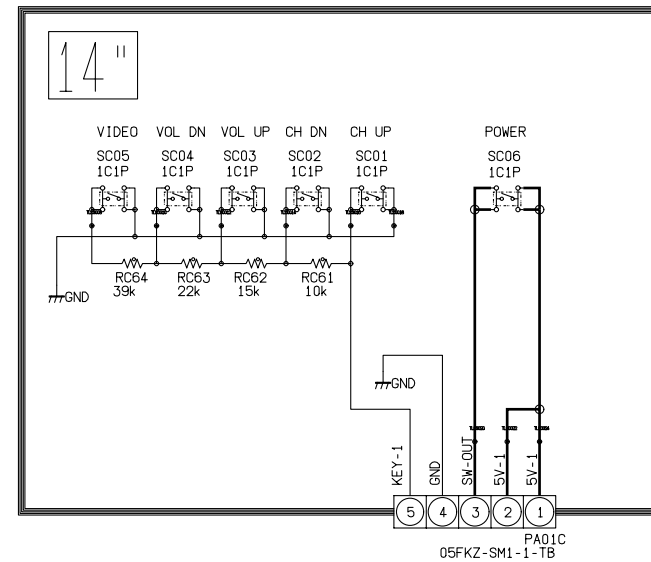 14"
VIDEO VOL DN VOL UP CH DN CH UP POWER
SC05 SC04 SC03 SC02 SC01 SC06
1C1P 1C1P 1C1P 1C1P 1C1P 1C1P
RC64 RC63 RC62 RC61
39k 22k 15k 10k
GND
GND
KEY-1
GND
SW-OUT
5V-1
5V-1
5 4 3 2 1
PA01C
05FKZ-SM1-1-TB